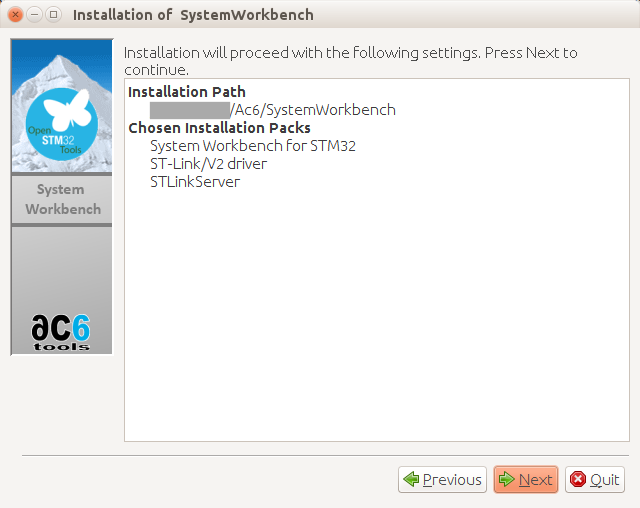 Installation of SystemWorkbench
Installation will proceed with the following settings. Press Next to
continue.
Installation Path
/Ac6/SystemWorkbench
Chosen Installation Packs
System Workbench for STM32
ST-Link/V2 driver
STLinkServer
Open
STM32
Tools
System
Workbench
ac6
tools
Previous
Next
Quit